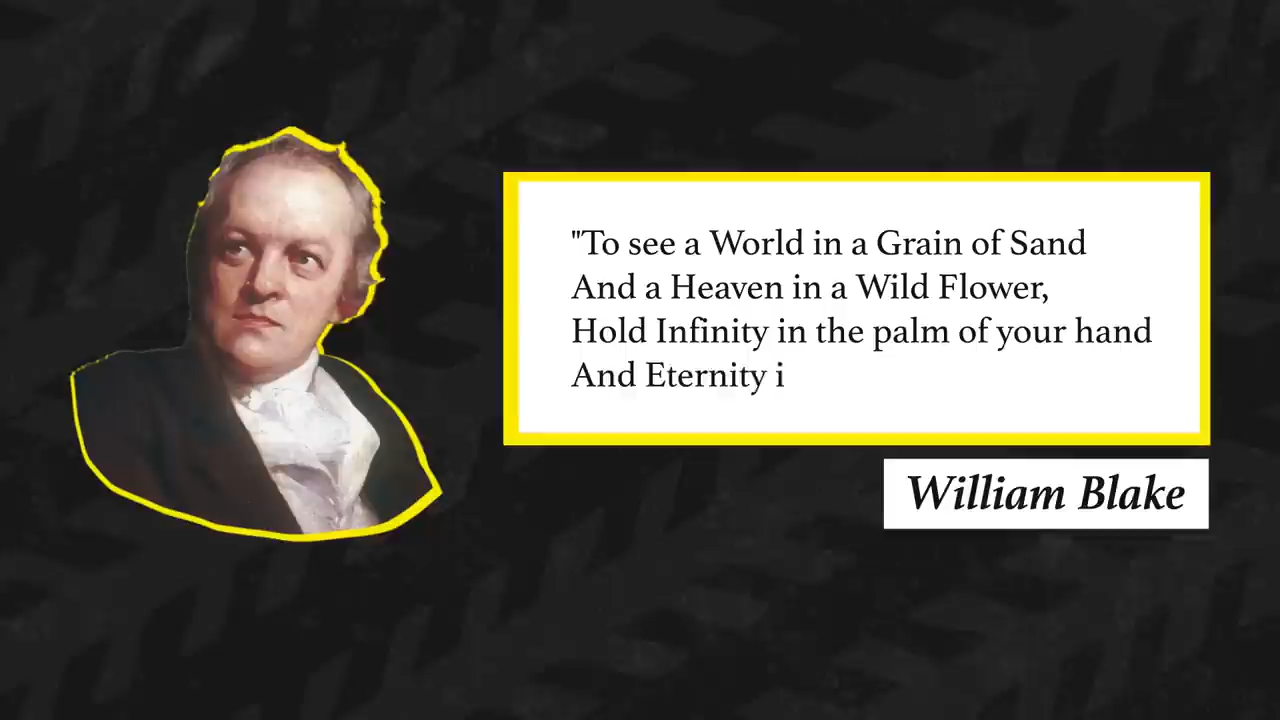 "To see a World in a Grain of Sand
And a Heaven in a Wild Flower,
Hold Infinity in the palm of your hand
And Eternity i
William Blake